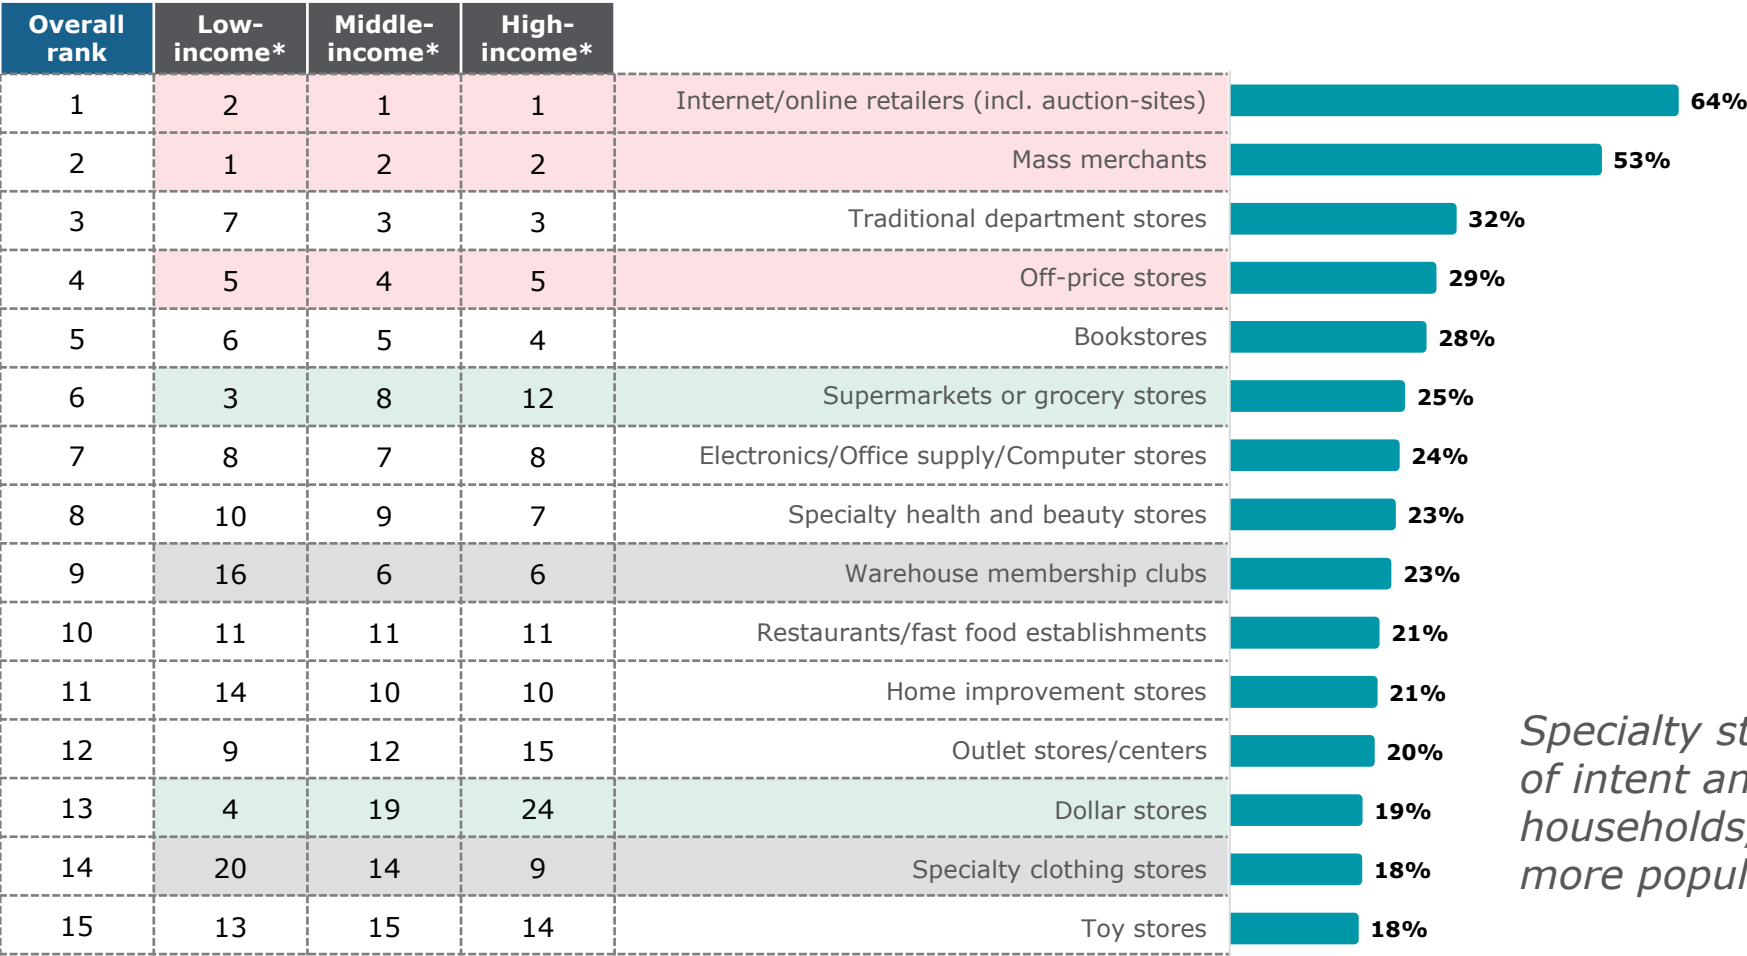 Overall rank Low-income* Middle-income* High-income*
1 2 1 1 Internet/online retailers (incl. auction-sites) 64%
2 1 2 2 Mass merchants 53%
3 7 3 3 Traditional department stores 32%
4 5 4 5 Off-price stores 29%
5 6 5 4 Bookstores 28%
6 3 8 12 Supermarkets or grocery stores 25%
7 8 7 8 Electronics/Office supply/Computer stores 24%
8 10 9 7 Specialty health and beauty stores 23%
9 16 6 6 Warehouse membership clubs 23%
10 11 11 11 Restaurants/fast food establishments 21%
11 14 10 10 Home improvement stores 21%
12 9 12 15 Outlet stores/centers 20%
13 4 19 24 Dollar stores 19%
14 20 14 9 Specialty clothing stores 18%
15 13 15 14 Toy stores 18%
Specialty
of intent
households,
more